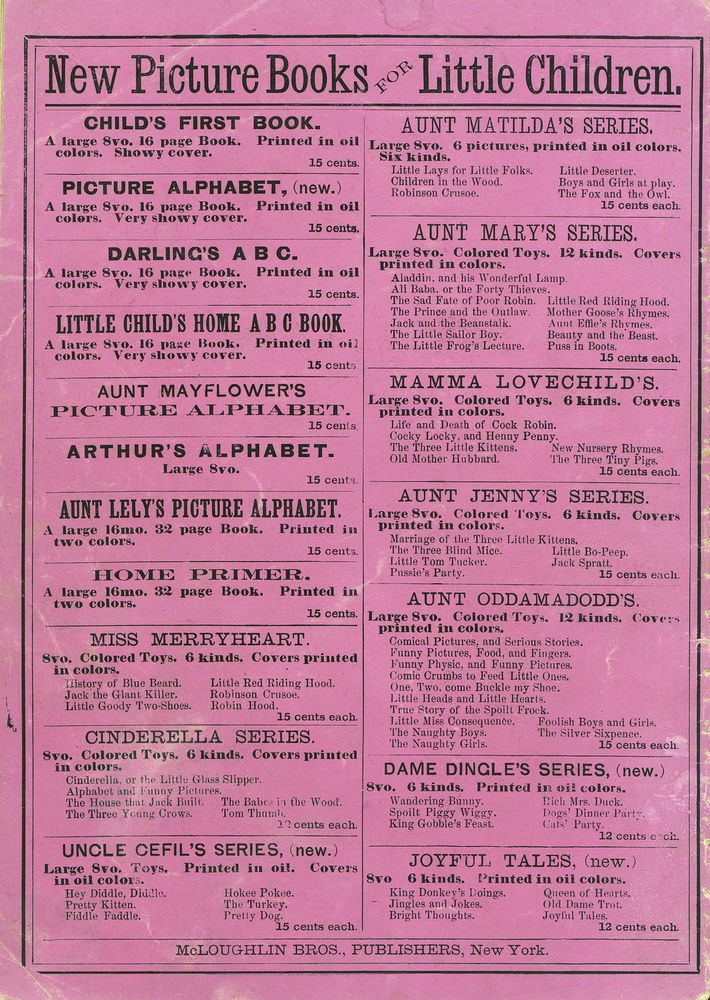 New Picture Books FOR Little Children.
CHILD'S FIRST BOOK.
A large 8vo. 16 page Book. Printed in oil
colors. Showy cover.
15 cents.
PICTURE ALPHABET, (new.)
A large 8vo. 16 page Book. Printed in oil
colors. Very showy cover.
15 cents.
DARLING'S A B C.
A large 8vo. 16 page Book. Printed in oil
colors. Very showy cover.
15 cents.
LITTLE CHILD'S HOME A B C BOOK.
A large 8vo. 16 page Book. Printed in oil
colors. Very showy cover.
15 cents
AUNT MAYFLOWER'S
PICTURE ALPHABET.
15 cents.
ARTHUR'S ALPHABET.
Large 8vo.
15 cents.
AUNT LELY'S PICTURE ALPHABET.
A large 16mo. 32 page Book. Printed in
two colors.
15 cents.
HOME PRIMER.
A large 16mo. 32 page Book. Printed in
two colors.
15 cents.
MISS MERRYHEART.
8vo. Colored Toys. 6 kinds. Covers printed
in colors.
History of Blue Beard. Little Red Riding Hood.
Jack the Giant Killer. Robinson Crusoe.
Little Goody Two-Shoes. Robin Hood.
15 cents each.
CINDERELLA SERIES.
8vo. Colored Toys. 6 kinds. Covers printed
in colors.
Cinderella, or the Little Glass Slipper.
Alphabet and Funny Pictures.
The House that Jack Built. The Babes in the Wood.
The Three Young Crows. Tom Thumb.
cents each.
UNCLE CEFIL'S SERIES, (new.)
Large 8vo. Toys. Printed in oil. Covers
in oil colors.
Hey Diddle, Diddle. Hokee Pokee.
Pretty Kitten. The Turkey.
Fiddle Faddle. Pretty Dog.
15 cents each.
AUNT MATILDA'S SERIES.
Large 8vo. 6 pictures, printed in oil colors.
Six kinds.
Little Lays for Little Folks. Little Deserter.
Children in the Wood. Boys and Girls at play.
Robinson Crusoe. The Fox and the Owl.
15 cents each.
AUNT MARY'S SERIES.
Large 8vo. Colored Toys. 12 kinds. Covers
printed in colors.
Aladdin, and his Wonderful Lamp.
Ali Baba, or the Forty Thieves.
The Sad Fate of Poor Robin. Little Red Riding Hood.
The Prince and the Outlaw. Mother Goose's Rhymes.
Jack and the Beanstalk. Aunt Effie's Rhymes.
The Little Sailor Boy. Beauty and the Beast.
The Little Frog's Lecture. Puss in Boots.
15 cents each.
MAMMA LOVECHILD'S.
Large 8vo. Colored Toys. 6 kinds. Covers
printed in colors.
Life and Death of Cock Robin.
Cocky Locky, and Henny Penny.
The Three Little Kittens. New Nursery Rhymes.
Old Mother Hubbard. The Three Tiny Pigs.
15 cents each.
AUNT JENNY'S SERIES.
Large 8vo. Colored Toys. 6 kinds. Covers
printed in colors.
Marriage of the Three Little Kittens.
The Three Blind Mice. Little Bo-Peep.
Little Tom Tucker. Jack Spratt.
Pussie's Party. 15 cents each.
AUNT ODDAMADODD'S.
Large 8vo. Colored Toys. 12 kinds. Covers
printed in colors.
Comical Pictures, and Serious Stories.
Funny Pictures, Food, and Fingers.
Funny Physic, and Funny Pictures.
Comic Crumbs to Feed Little Ones.
One, Two, come Buckle my Shoe.
Little Heads and Little Hearts.
True Story of the Spoilt Frock.
Little Miss Consequence. Foolish Boys and Girls.
The Naughty Boys. The Silver Sixpence.
The Naughty Girls. 15 cents each.
DAME DINGLE'S SERIES, (new.)
8vo. 6 kinds. Printed in oil colors.
Wandering Bunny. Rich Mrs. Duck.
Spoilt Piggy Wiggy. Dogs' Dinner Party.
King Gobble's Feast. Cats' Party.
12 cents each.
JOYFUL TALES, (new.)
8vo 6 kinds. Printed in oil colors.
King Donkey's Doings. Queen of Hearts.
Jingles and Jokes. Old Dame Trot.
Bright Thoughts. Joyful Tales.
12 cents each.
McLOUGHLIN BROS., PUBLISHERS, New York.